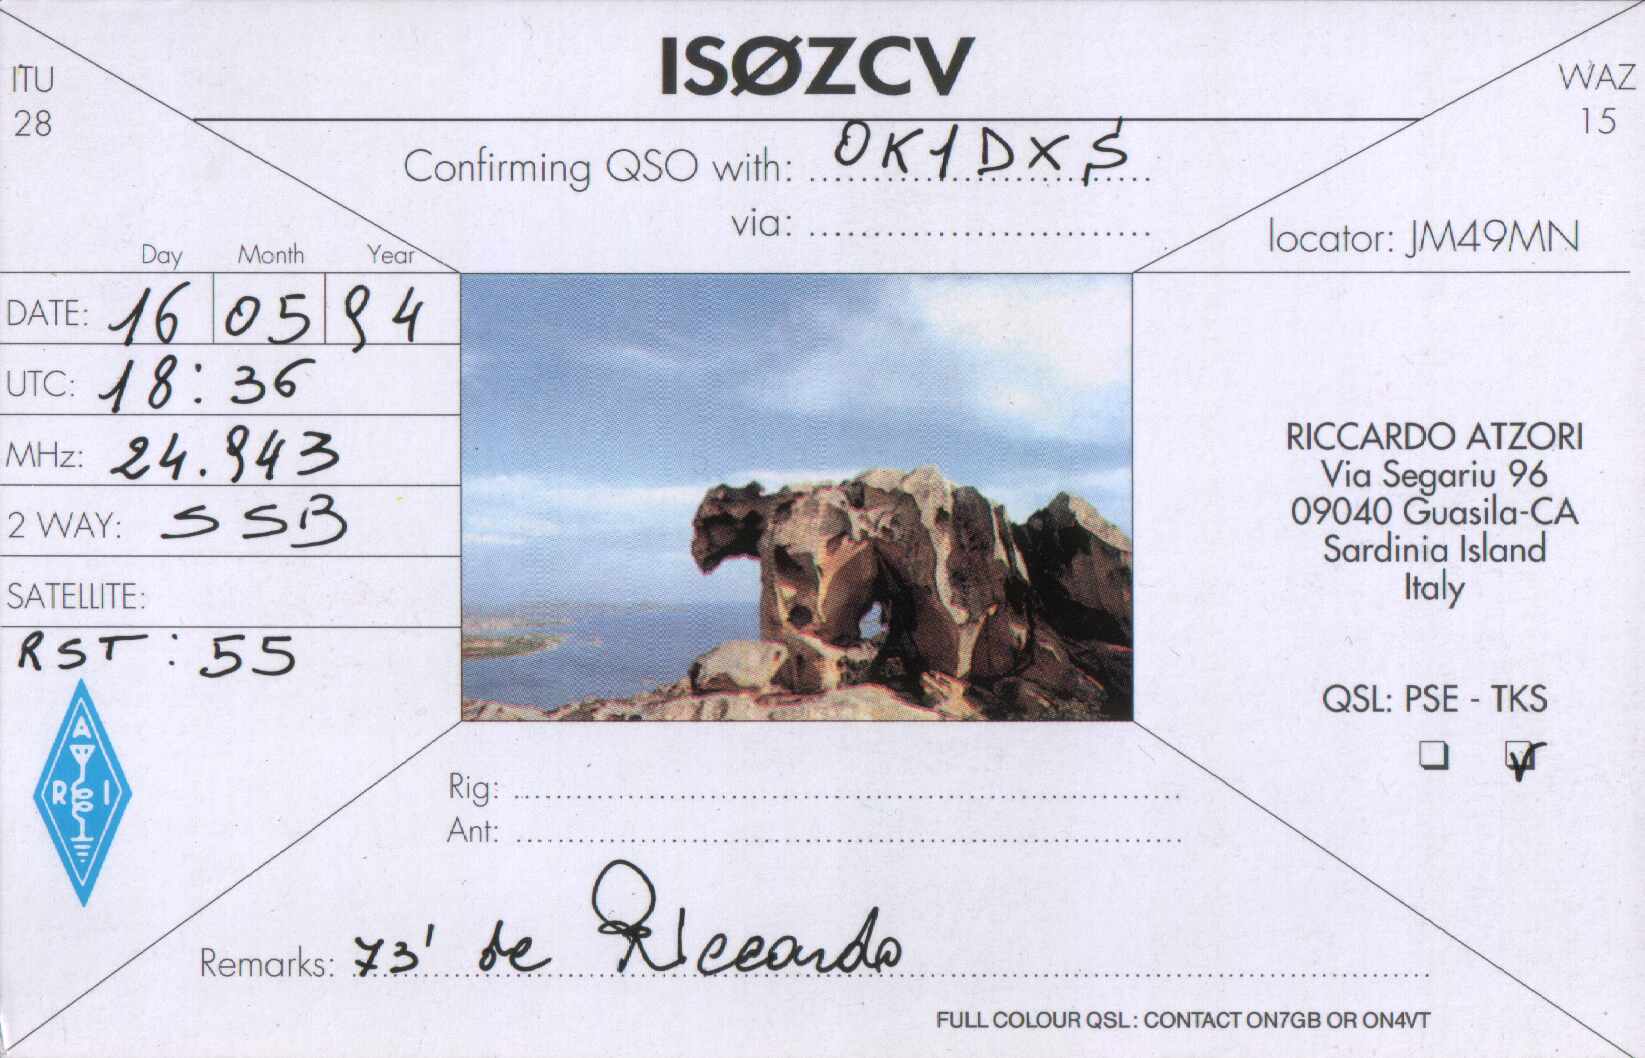 ISØZCV
ITU
28
WAZ
15
Confirming QSO with: OK1DXS
via:
locator: JM49MN
Day Month Year
DATE: 16 05 94
UTC: 18:36
MHz: 24.943
2 WAY: SSB
SATELLITE:
RST: 55
RICCARDO ATZORI
Via Segariu 96
09040 Guasila-CA
Sardinia Island
Italy
QSL: PSE - TKS
A
R I
Rig:
Ant:
Remarks: 73' de Riccardo
FULL COLOUR QSL: CONTACT ON7GB OR ON4VT